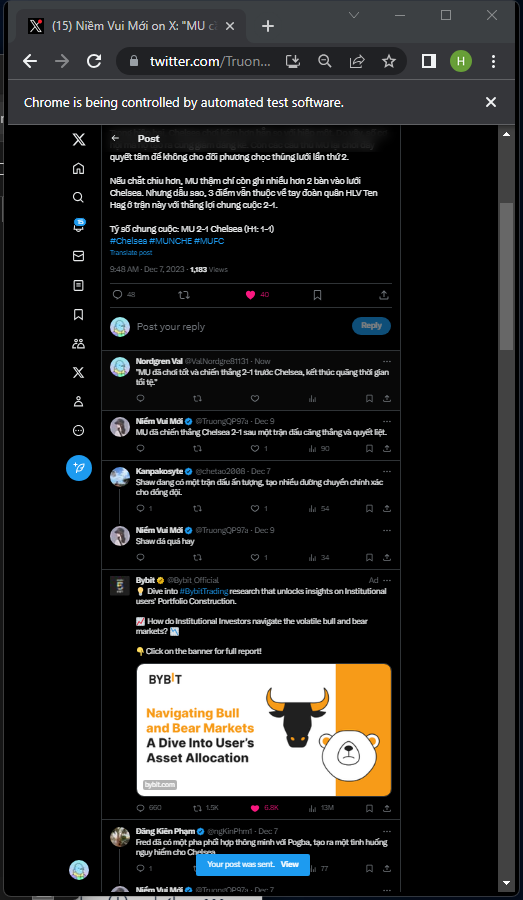 (15) Niềm Vui Mới on X: "MU cl
twitter.com/Truon...
H
Chrome is being controlled by automated test software.
Post
quyết tâm để không cho đối phương chọc thủng lưới lần thứ 2.
Nếu chắt chiu hơn, MU thậm chí còn ghi nhiều hơn 2 bàn vào lưới
Chelsea. Nhưng dẫu sao, 3 điểm vẫn thuộc về tay đoàn quân HLV Ten
Hag ở trận này với thắng lợi chung cuộc 2-1.
Tỷ số chung cuộc: MU 2-1 Chelsea (H1: 1-1)
#Chelsea #MUNCHE #MUFC
Translate post
9:48 AM · Dec 7, 2023 · 1,183 Views
48 40
15
Post your reply Reply
Nordgren Val @ValNordgre81131 · Now
"MU đã chơi tốt và chiến thắng 2-1 trước Chelsea, kết thúc quãng thời gian
tồi tệ."
Niềm Vui Mới @TruongQP97a · Dec 9
MU đã chiến thắng Chelsea 2-1 sau một trận đấu căng thẳng và quyết liệt.
1 90
Kanpakosyte @chetao2008 · Dec 7
Shaw đang có một trận đấu ấn tượng, tạo nhiều đường chuyền chính xác
cho đồng đội.
1 1 54
Niềm Vui Mới @TruongQP97a · Dec 9
Shaw đá quá hay
1 34
Bybit @Bybit_Official Ad
Dive into #BybitTrading research that unlocks insights on Institutional
users' Portfolio Construction.
How do Institutional Investors navigate the volatile bull and bear
markets?
Click on the banner for full report!
BYBIT
Navigating Bull
and Bear Markets
A Dive Into User's
Asset Allocation
bybit.com
660 1.5K 6.8K 13M
Đăng Kiên Phạm @ngKinPhm1 · Dec 7
Fred đã có một pha phối hợp thông minh với Pogba, tạo ra một tình huống
nguy hiểm cho Chelsea.
1 77
Your post was sent. View
Niềm Vui Mới @TruongQP97a · Dec 7